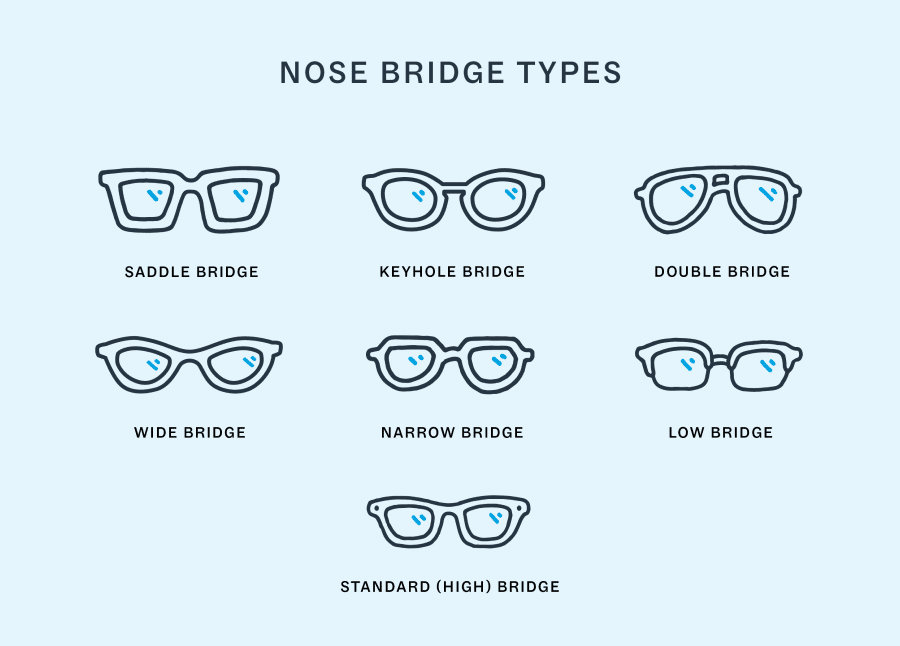 NOSE BRIDGE TYPES
SADDLE BRIDGE
KEYHOLE BRIDGE
DOUBLE BRIDGE
WIDE BRIDGE
NARROW BRIDGE
LOW BRIDGE
STANDARD (HIGH) BRIDGE